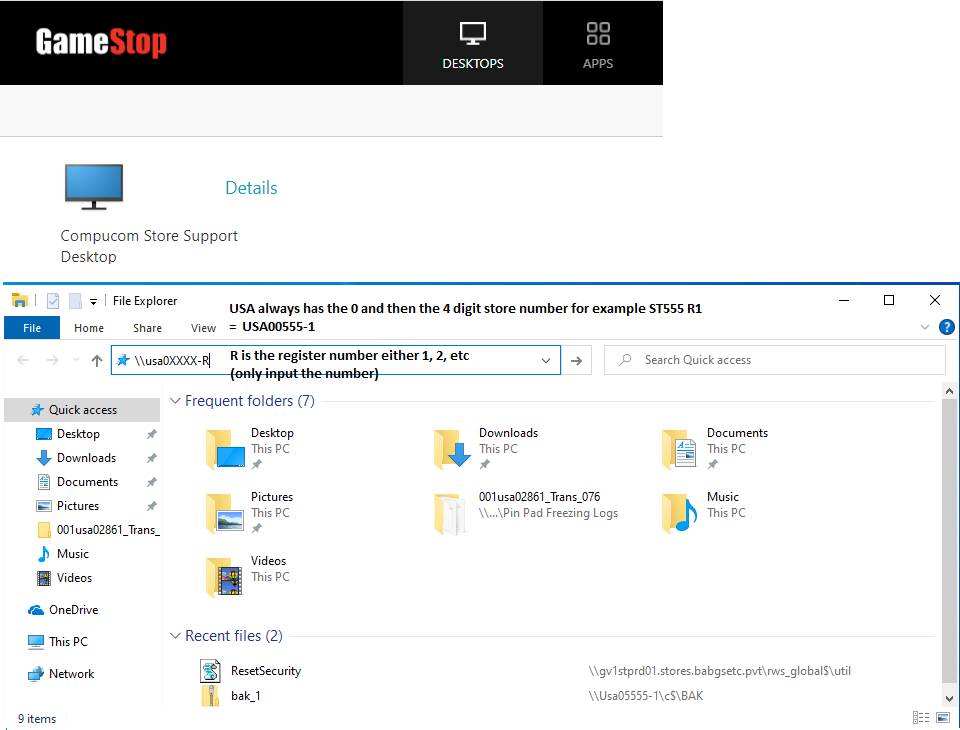 GameStop
DESKTOPS
APPS
Details
Compucom Store Support
Desktop
File Explorer
USA always has the 0 and then the 4 digit store number for example ST555 R1
= USA00555-1
File
Home
Share
View
\\usa0XXXX-R
R is the register number either 1, 2, etc
(only input the number)
Search Quick access
Quick access
Desktop
Downloads
Documents
Pictures
001usa02861_Trans_
Music
Videos
OneDrive
This PC
Network
Frequent folders (7)
Desktop
This PC
Downloads
This PC
Documents
This PC
Pictures
This PC
001usa02861_Trans_076
\\...\Pin Pad Freezing Logs
Music
This PC
Videos
This PC
Recent files (2)
ResetSecurity
\\gv1stprd01.stores.babgsetc.pvt\rws_global$\util
bak_1
\\Usa05555-1\c$\BAK
9 items